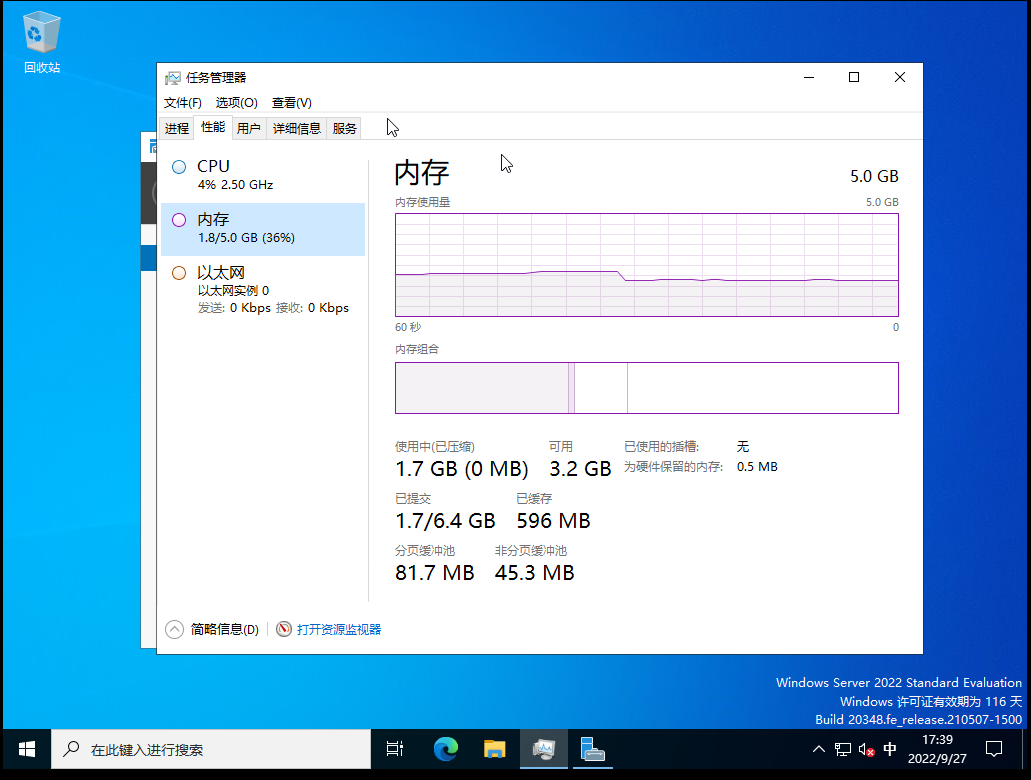 回收站
任务管理器
文件(F) 选项(O) 查看(V)
进程 性能 用户 详细信息 服务
CPU
4% 2.50 GHz
内存
1.8/5.0 GB (36%)
以太网
以太网实例 0
发送: 0 Kbps 接收: 0 Kbps
内存 5.0 GB
内存使用量 5.0 GB
60 秒 0
内存组合
使用中(已压缩) 可用 已使用的插槽: 无
1.7 GB (0 MB) 3.2 GB 为硬件保留的内存: 0.5 MB
已提交 已缓存
1.7/6.4 GB 596 MB
分页缓冲池 非分页缓冲池
81.7 MB 45.3 MB
简略信息(D) 打开资源监视器
Windows Server 2022 Standard Evaluation
Windows 许可证有效期为 116 天
Build 20348.fe_release.210507-1500
在此键入进行搜索
中
17:39
2022/9/27